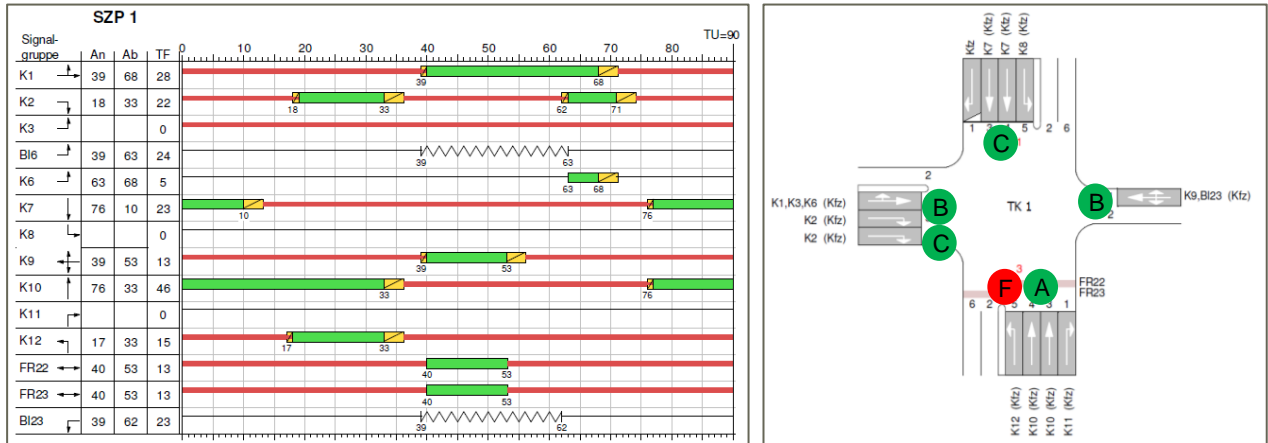 SZP 1
TU=90
Signal-
gruppe An Ab TF 0 10 20 30 40 50 60 70 80
K1 39 68 28
39 68
K2 18 33 22
18 33 62 71
K3 0
BI6 39 63 24
39 63
K6 63 68 5
63 68
K7 76 10 23
10 76
K8 0
K9 39 53 13
39 53
K10 76 33 46
33 76
K11 0
K12 17 33 15
17 33
FR22 40 53 13
40 53
FR23 40 53 13
40 53
BI23 39 62 23
39 62
Kfz
K7 (Kfz)
K7 (Kfz)
K8 (Kfz)
1 5 2 6
C
2
K1,K3,K6 (Kfz)
B
K2 (Kfz)
K2 (Kfz)
C
TK 1
B
K9,BI23 (Kfz)
2
3
F
A
FR22
FR23
6 2 5 4 3 1
K12 (Kfz)
K10 (Kfz)
K10 (Kfz)
K11 (Kfz)